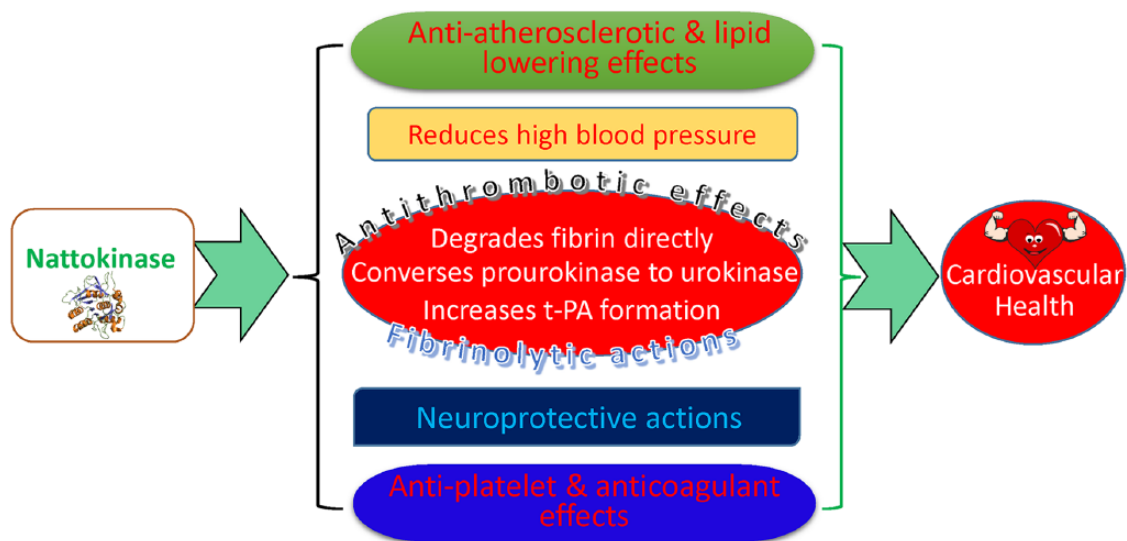 Anti-atherosclerotic & lipid
lowering effects
Reduces high blood pressure
Antithrombotic effects
Nattokinase
Degrades fibrin directly
Converses prourokinase to urokinase
Increases t-PA formation
Fibrinolytic actions
Cardiovascular
Health
Neuroprotective actions
Anti-platelet & anticoagulant
effects